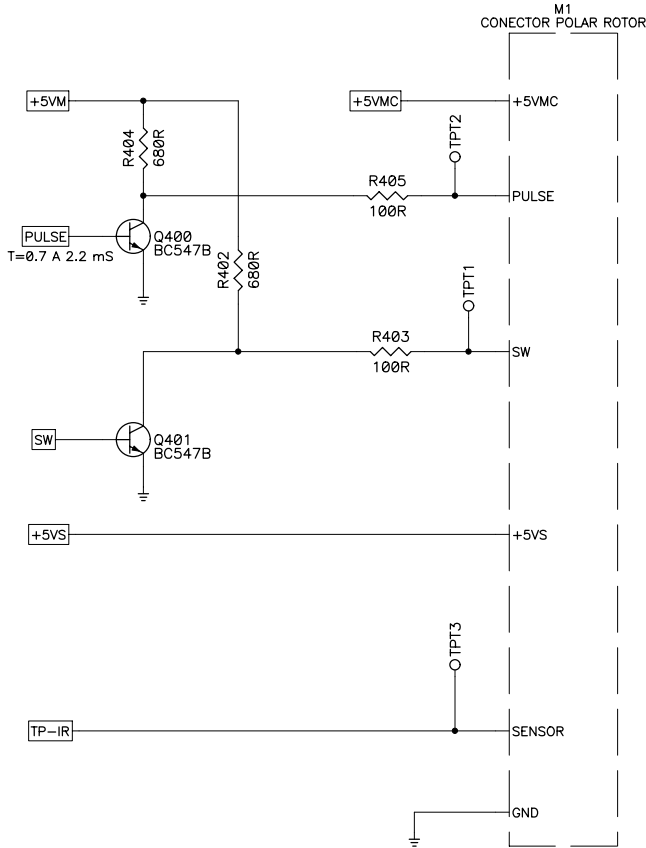 M1
CONECTOR POLAR ROTOR
+5VM
+5VMC
+5VMC
R404
680R
TPT2
R405
100R
PULSE
PULSE
T=0.7 A 2.2 mS
Q400
BC547B
R402
680R
TPT1
R403
100R
SW
SW
Q401
BC547B
+5VS
+5VS
TPT3
TP-IR
SENSOR
GND